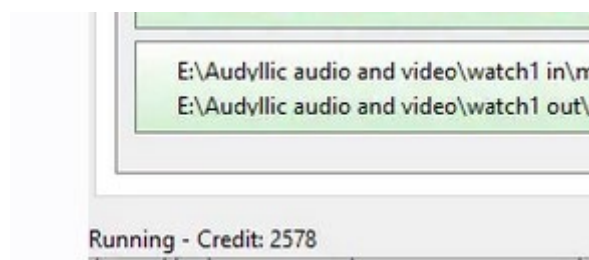 E:\Audyllic audio and video\watch1 in\m
E:\Audyllic audio and video\watch1 out\
Running - Credit: 2578